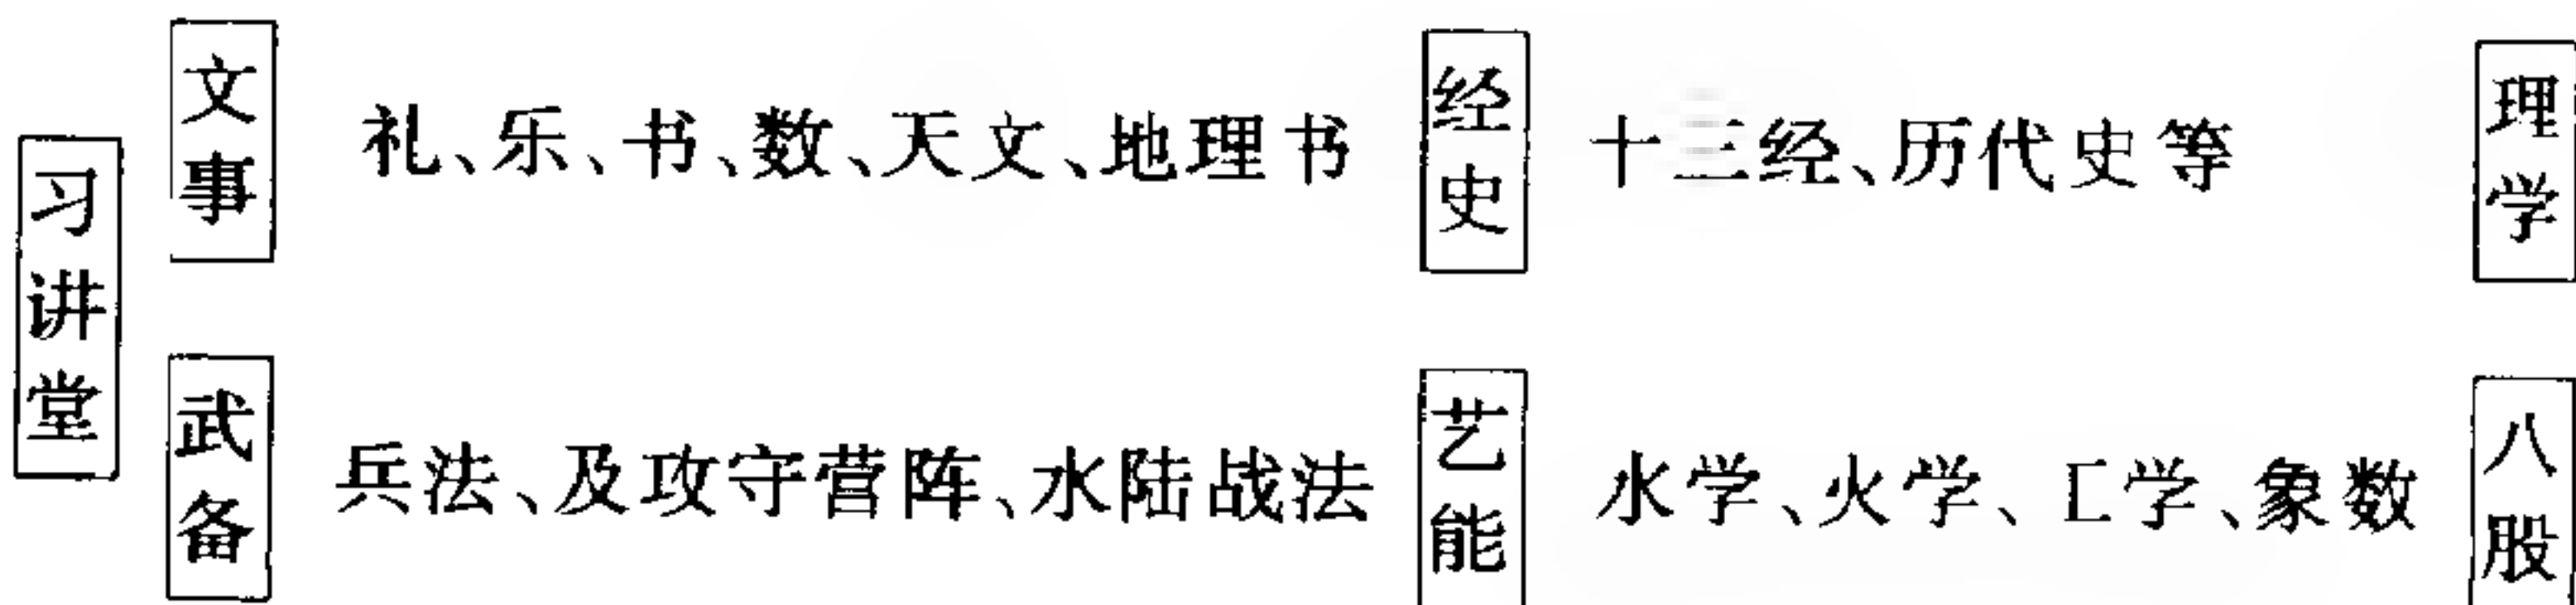 习讲堂
文事 礼、乐、书、数、天文、地理书 经史 十三经、历代史等 理学
武备 兵法、及攻守营阵、水陆战法 艺能 水学、火学、工学、象数 八股